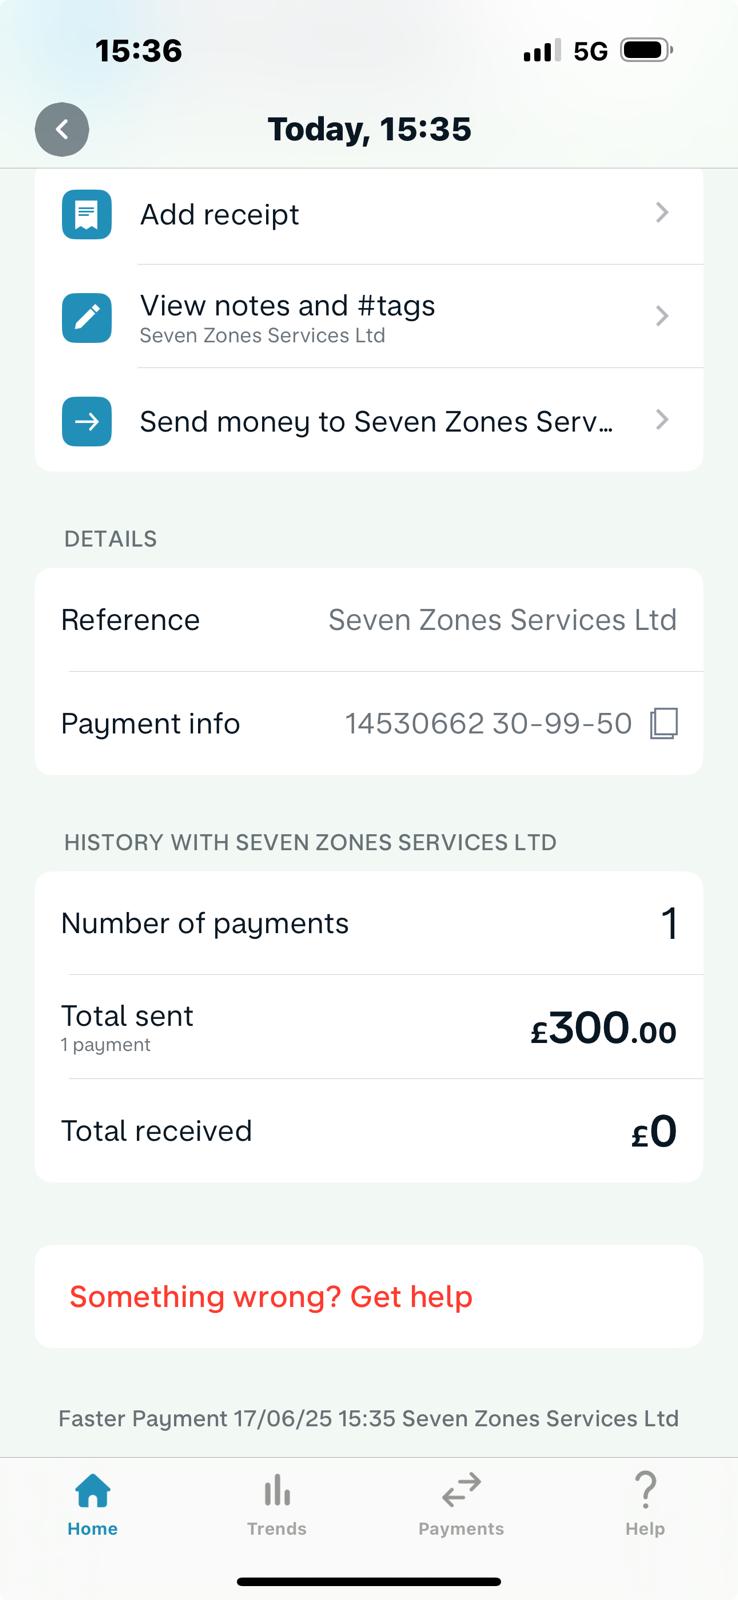 15:36
5G
Today, 15:35
Add receipt
View notes and #tags
Seven Zones Services Ltd
Send money to Seven Zones Serv...
DETAILS
Reference
Seven Zones Services Ltd
Payment info
14530662 30-99-50
HISTORY WITH SEVEN ZONES SERVICES LTD
Number of payments
1
Total sent
1 payment
£300.00
Total received
£0
Something wrong? Get help
Faster Payment 17/06/25 15:35 Seven Zones Services Ltd
Home
Trends
Payments
Help